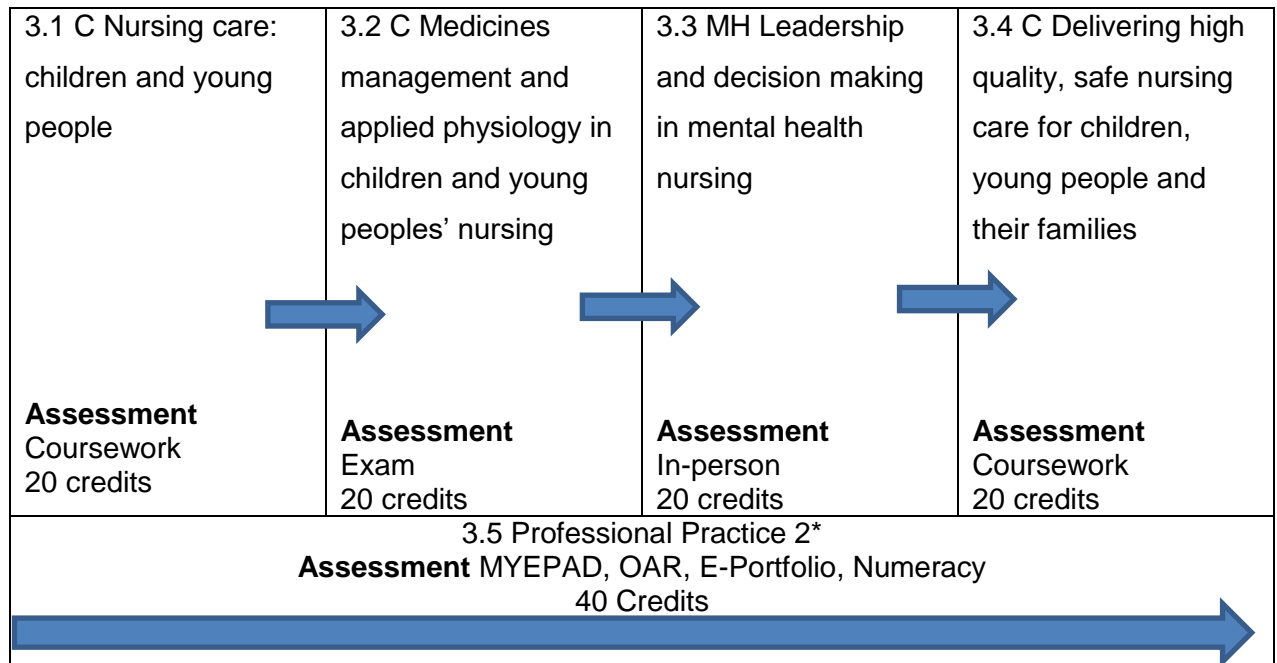 3.1 C Nursing care:
children and young
people
Assessment
Coursework
20 credits
3.2 C Medicines
management and
applied physiology in
children and young
peoples’ nursing
Assessment
Exam
20 credits
3.3 MH Leadership
and decision making
in mental health
nursing
Assessment
In-person
20 credits
3.4 C Delivering high
quality, safe nursing
care for children,
young people and
their families
Assessment
Coursework
20 credits
3.5 Professional Practice 2*
Assessment MYEPAD, OAR, E-Portfolio, Numeracy
40 Credits